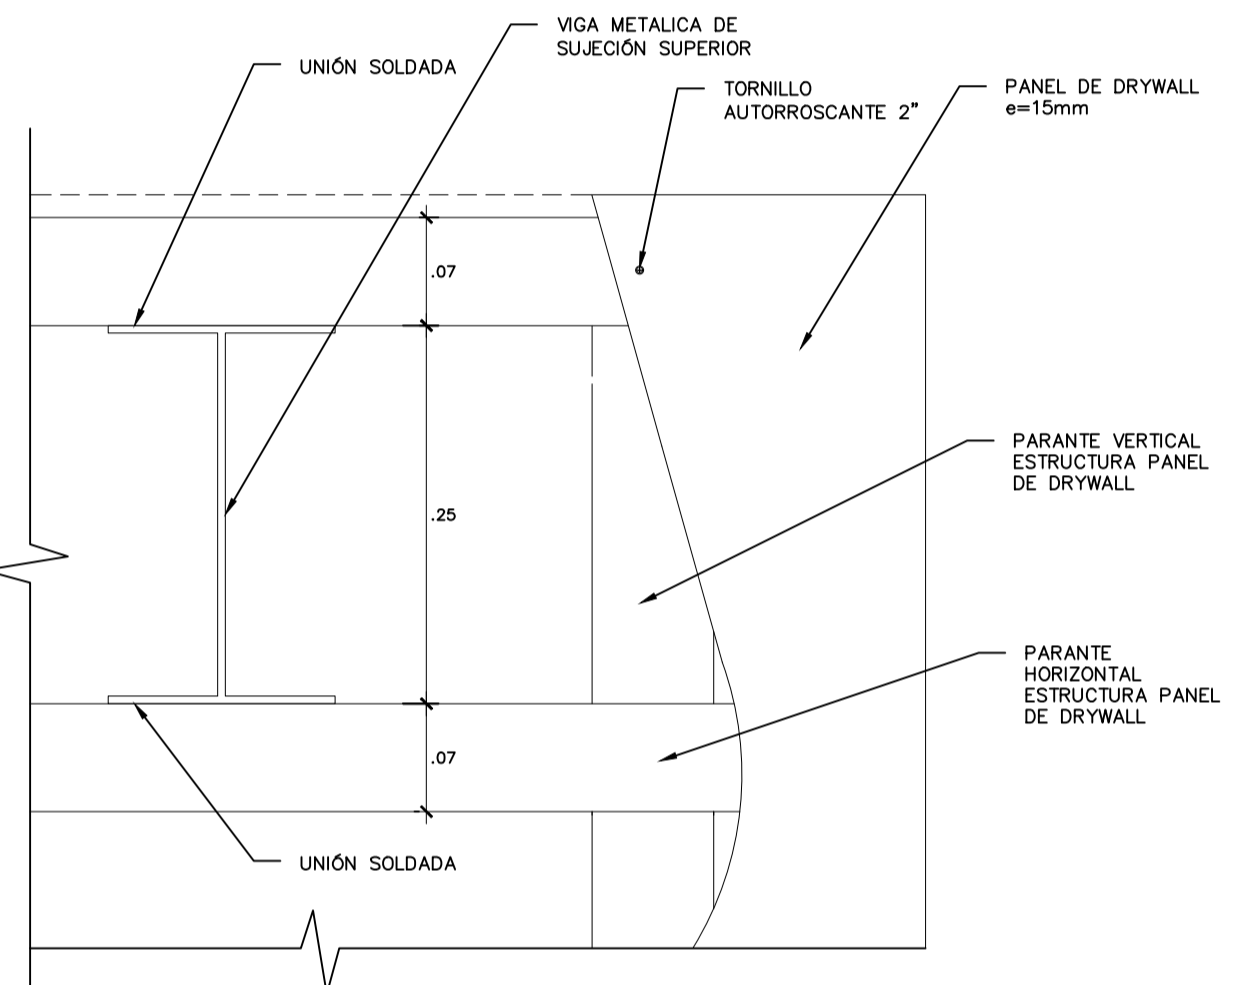 VIGA METALICA DE
SUJECIÓN SUPERIOR
UNIÓN SOLDADA
TORNILLO
AUTORROSCANTE 2"
PANEL DE DRYWALL
e=15mm
.07
PARANTE VERTICAL
ESTRUCTURA PANEL
DE DRYWALL
.25
PARANTE
HORIZONTAL
ESTRUCTURA PANEL
DE DRYWALL
.07
UNIÓN SOLDADA